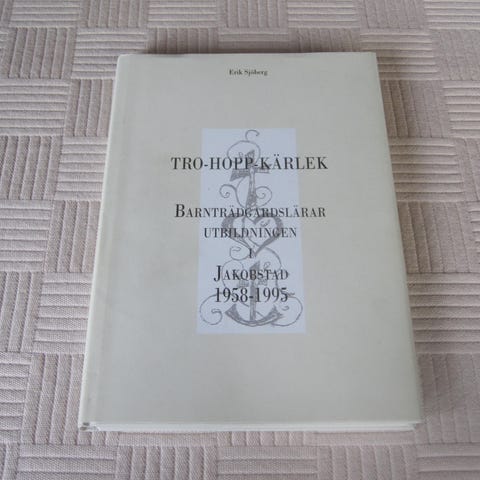 Erik Sjöberg
TRO-HOPP-KÄRLEK
BARNTRÄDGÅRDSLÄRAR
UTBILDNINGEN
I
JAKOBSTAD
1958-1995